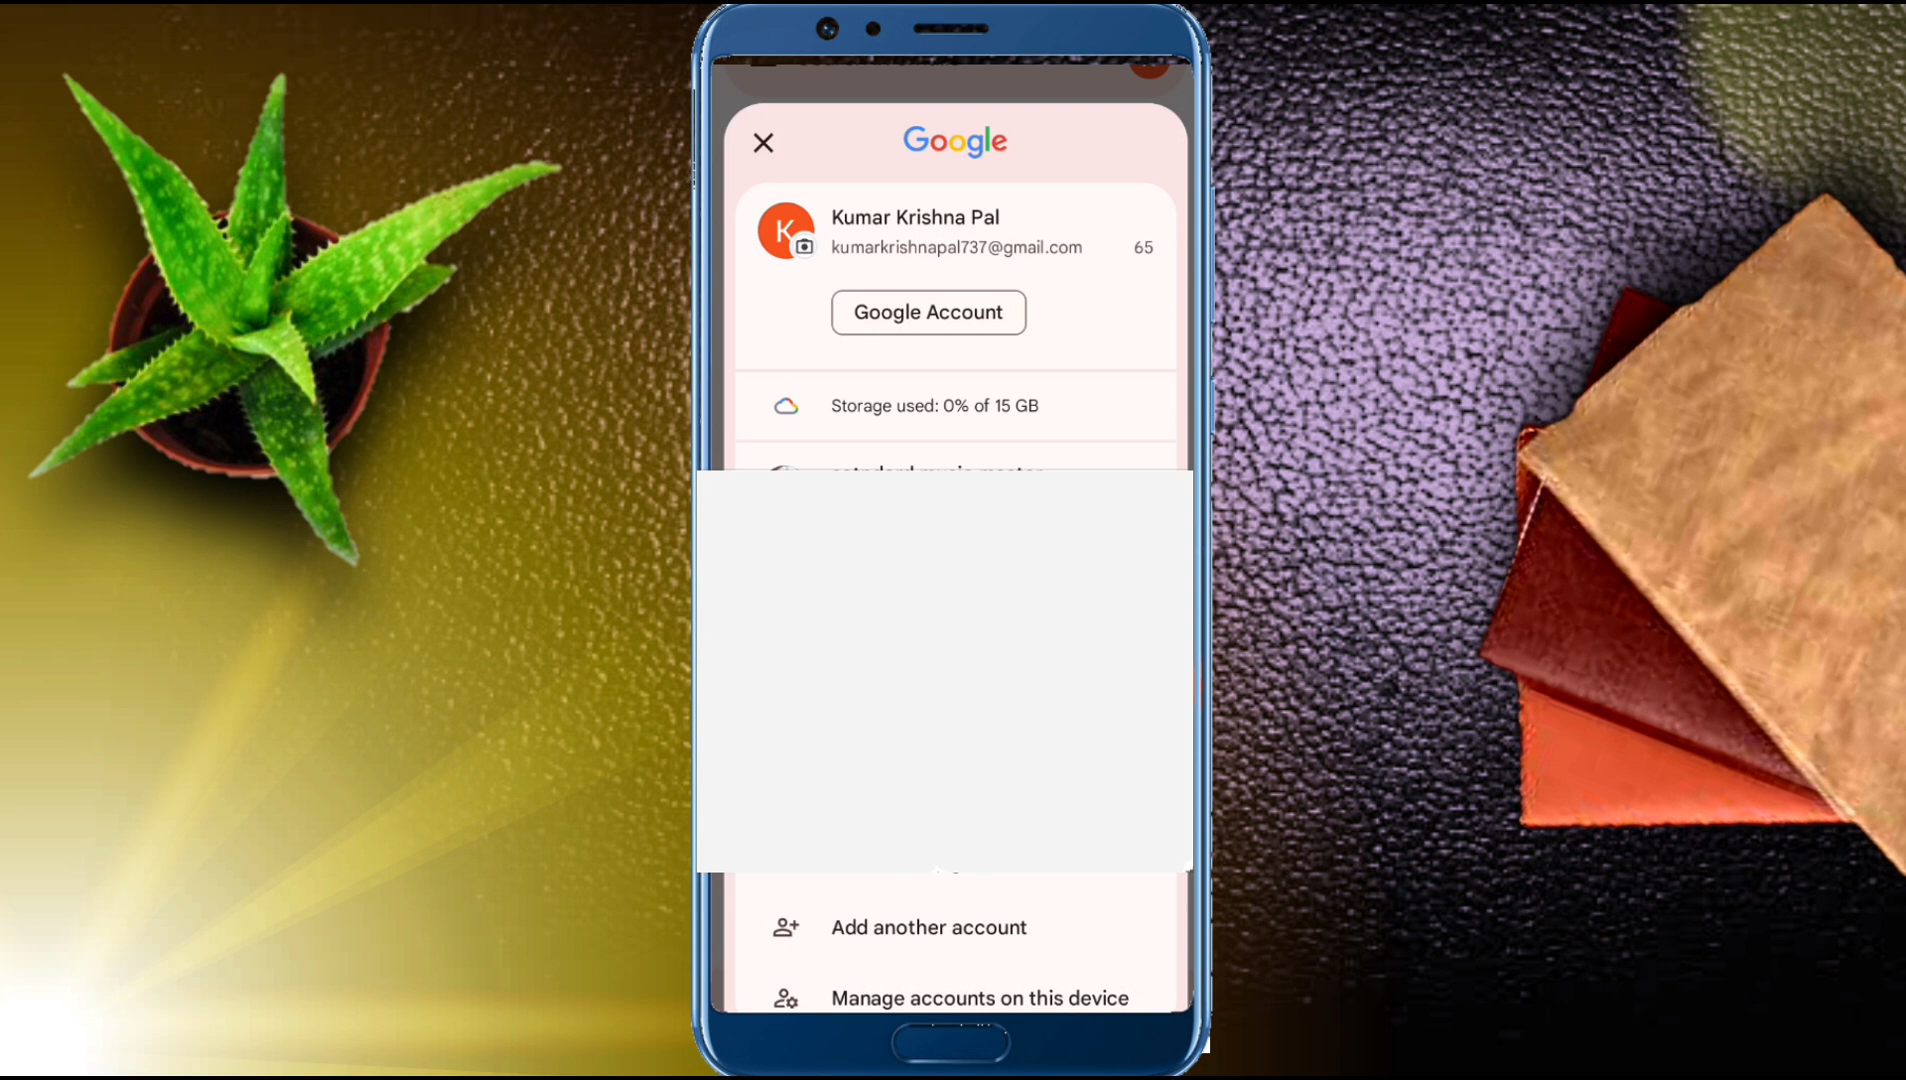 Google
K
Kumar Krishna Pal
kumarkrishnapal737@gmail.com 65
Google Account
Storage used: 0% of 15 GB
Add another account
Manage accounts on this device